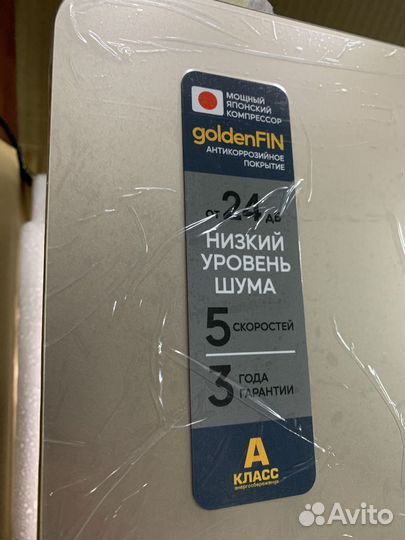 МОЩНЫЙ
ЯПОНСКИЙ
КОМПРЕССОР
goldenFIN
АНТИКОРРОЗИЙНОЕ
ПОКРЫТИЕ
ОТ 24 ДБ
НИЗКИЙ
УРОВЕНЬ
ШУМА
5 СКОРОСТЕЙ
3 ГОДА
ГАРАНТИИ
А
КЛАСС
энергосбережения
Avito